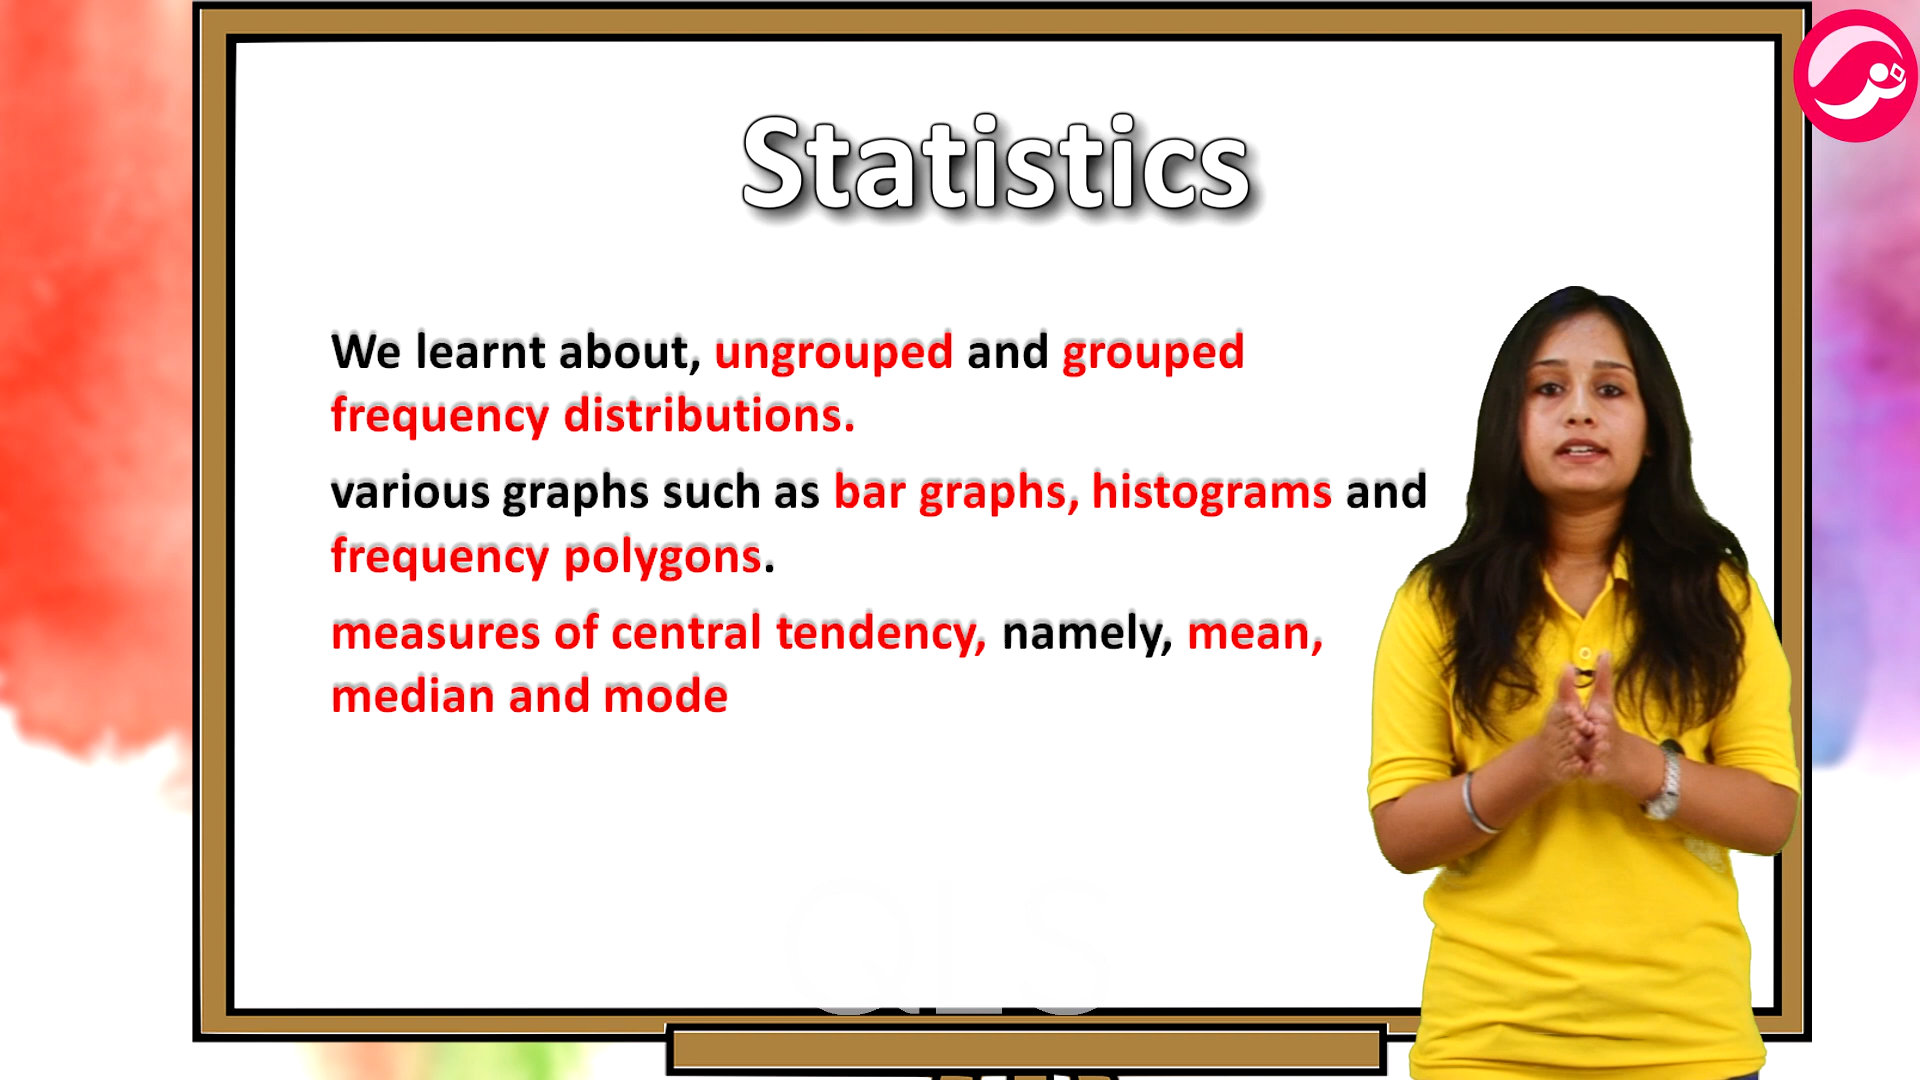 Statistics
We learnt about, ungrouped and grouped
frequency distributions.
various graphs such as bar graphs, histograms and
frequency polygons.
measures of central tendency, namely, mean,
median and mode
QLS